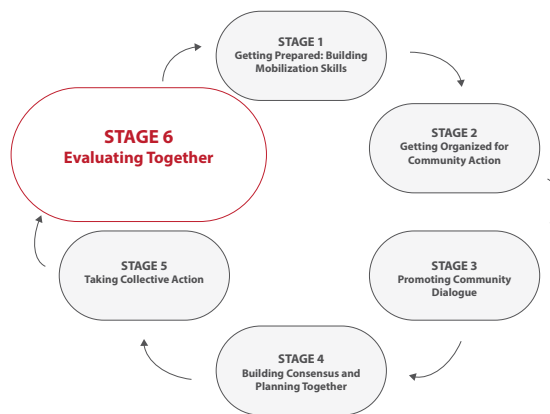 STAGE 1
Getting Prepared: Building
Mobilization Skills
STAGE 2
Getting Organized for
Community Action
STAGE 3
Promoting Community
Dialogue
STAGE 4
Building Consensus and
Planning Together
STAGE 5
Taking Collective Action
STAGE 6
Evaluating Together